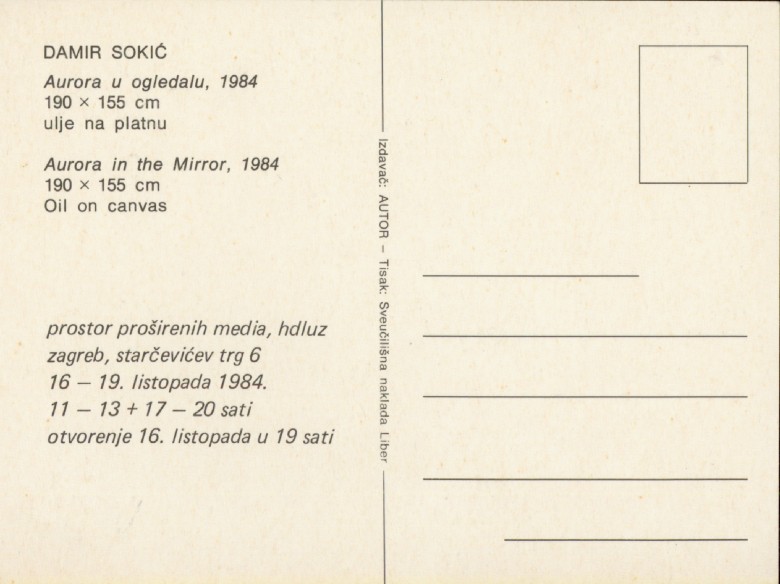 DAMIR SOKIĆ
Aurora u ogledalu, 1984
190 × 155 cm
ulje na platnu
Aurora in the Mirror, 1984
190 × 155 cm
Oil on canvas
prostor proširenih media, hdluz
zagreb, starčevićev trg 6
16 – 19. listopada 1984.
11 – 13 + 17 – 20 sati
otvorenje 16. listopada u 19 sati
Izdavač: AUTOR – Tisak: Sveučilišna naklada Liber